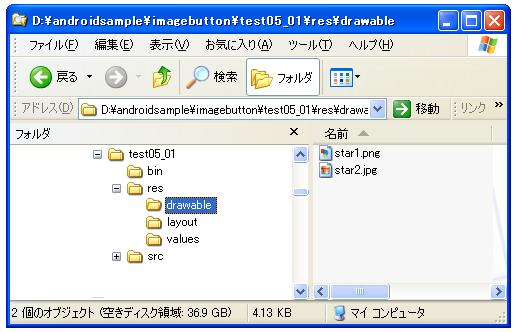 D:¥androidsample¥imagebutton¥test05_01¥res¥drawable
ファイル(F) 編集(E) 表示(V) お気に入り(A) ツール(T) ヘルプ(H)
戻る 検索 フォルダ
アドレス(D) D:¥androidsample¥imagebutton¥test05_01¥res¥drawa 移動 リンク »
フォルダ × 名前
test05_01
bin
res
drawable
layout
values
src
star1.png
star2.jpg
2 個のオブジェクト (空きディスク領域: 36.9 GB) 4.13 KB マイ コンピュータ